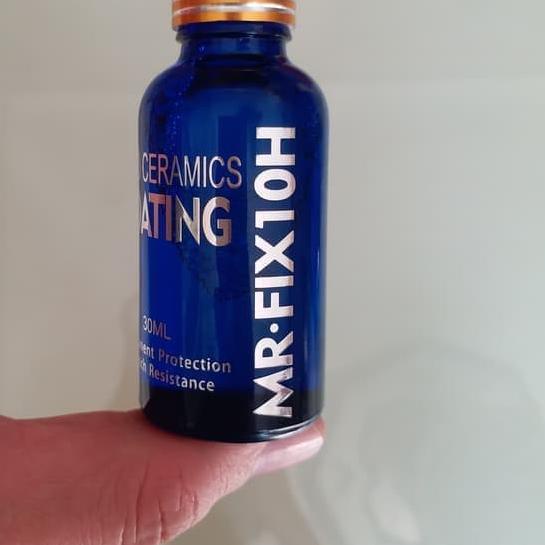 CERAMICS
ATING
30ML
Protection
Resistance
MR·FIX10H